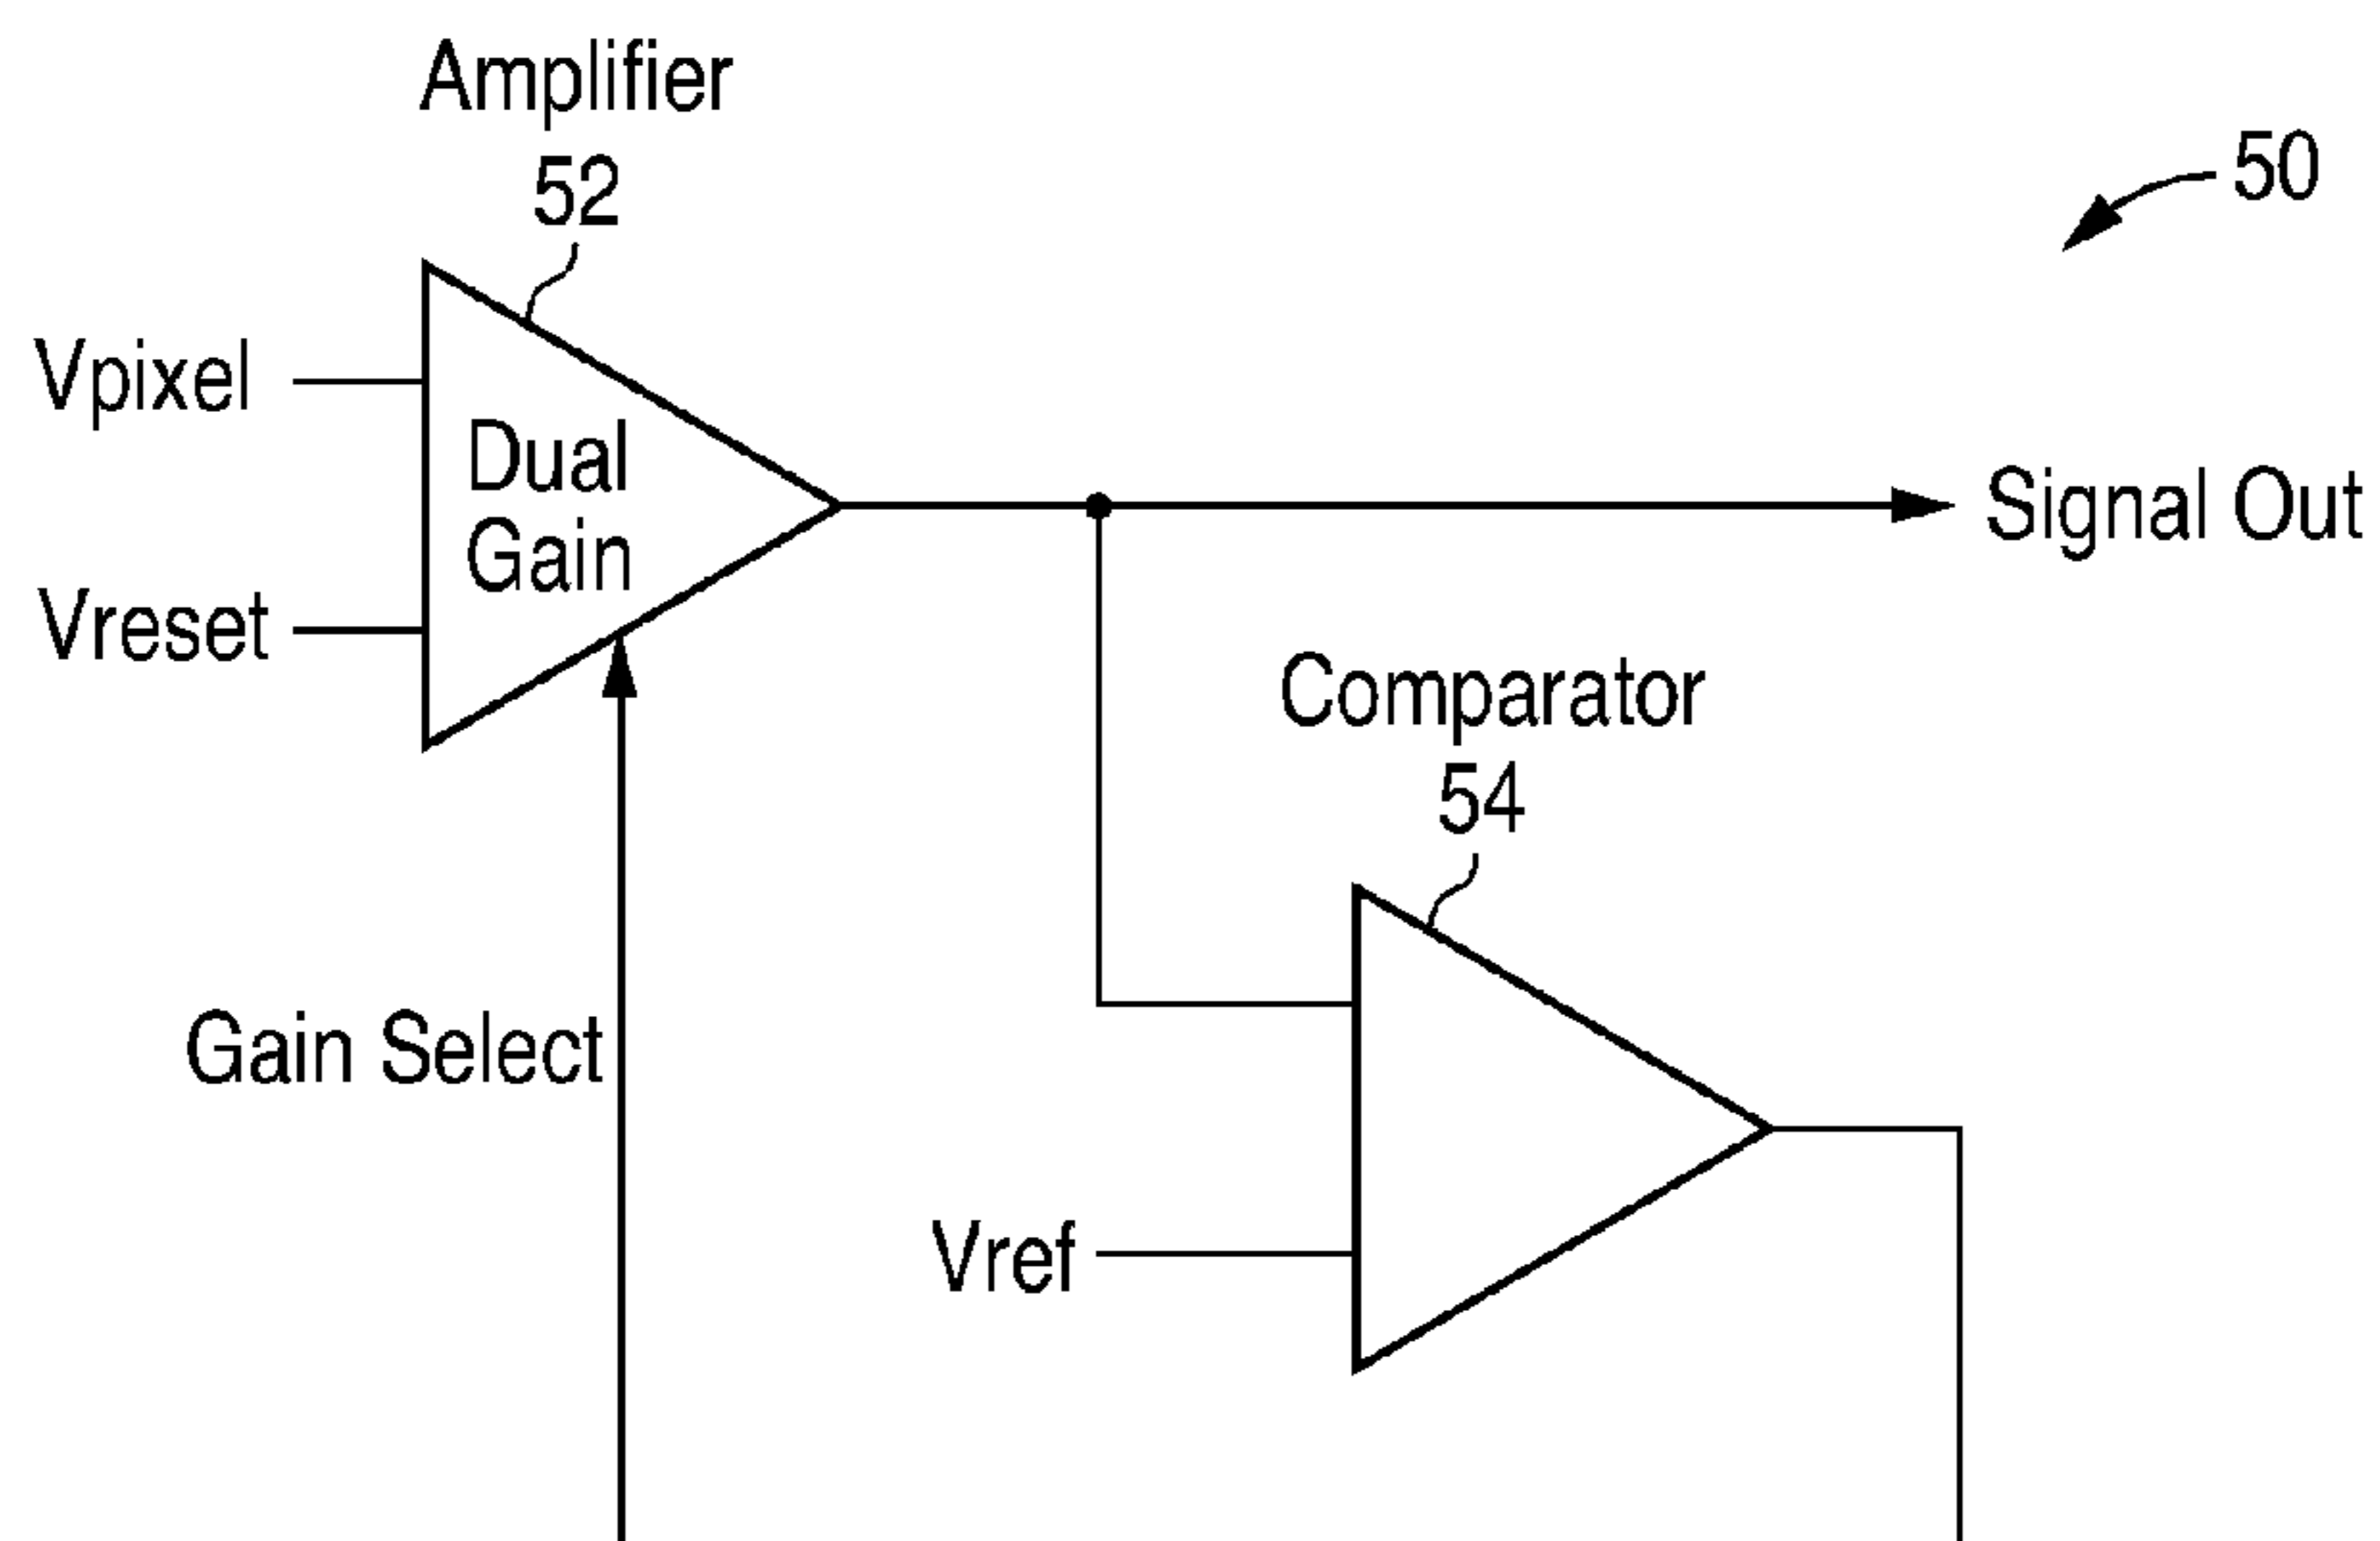 Amplifier
52
50
Vpixel
Dual
Gain
Signal Out
Vreset
Comparator
54
Gain Select
Vref